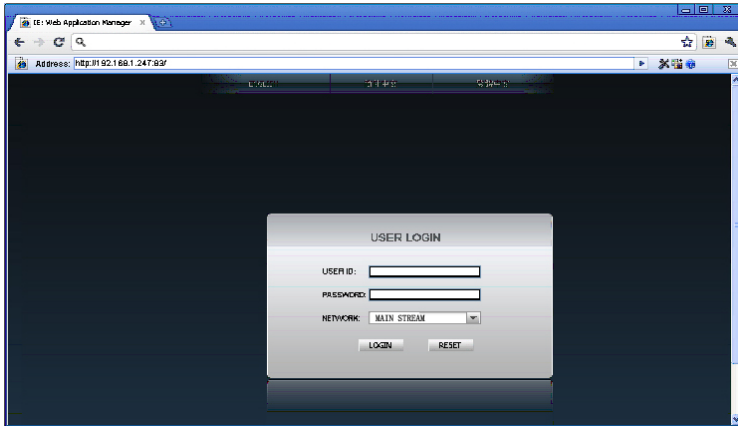 IE: Web Application Manager
Address: http://192.168.1.247:83/
USER LOGIN
USER ID:
PASSWORD:
NETWORK: MAIN STREAM
LOGIN RESET